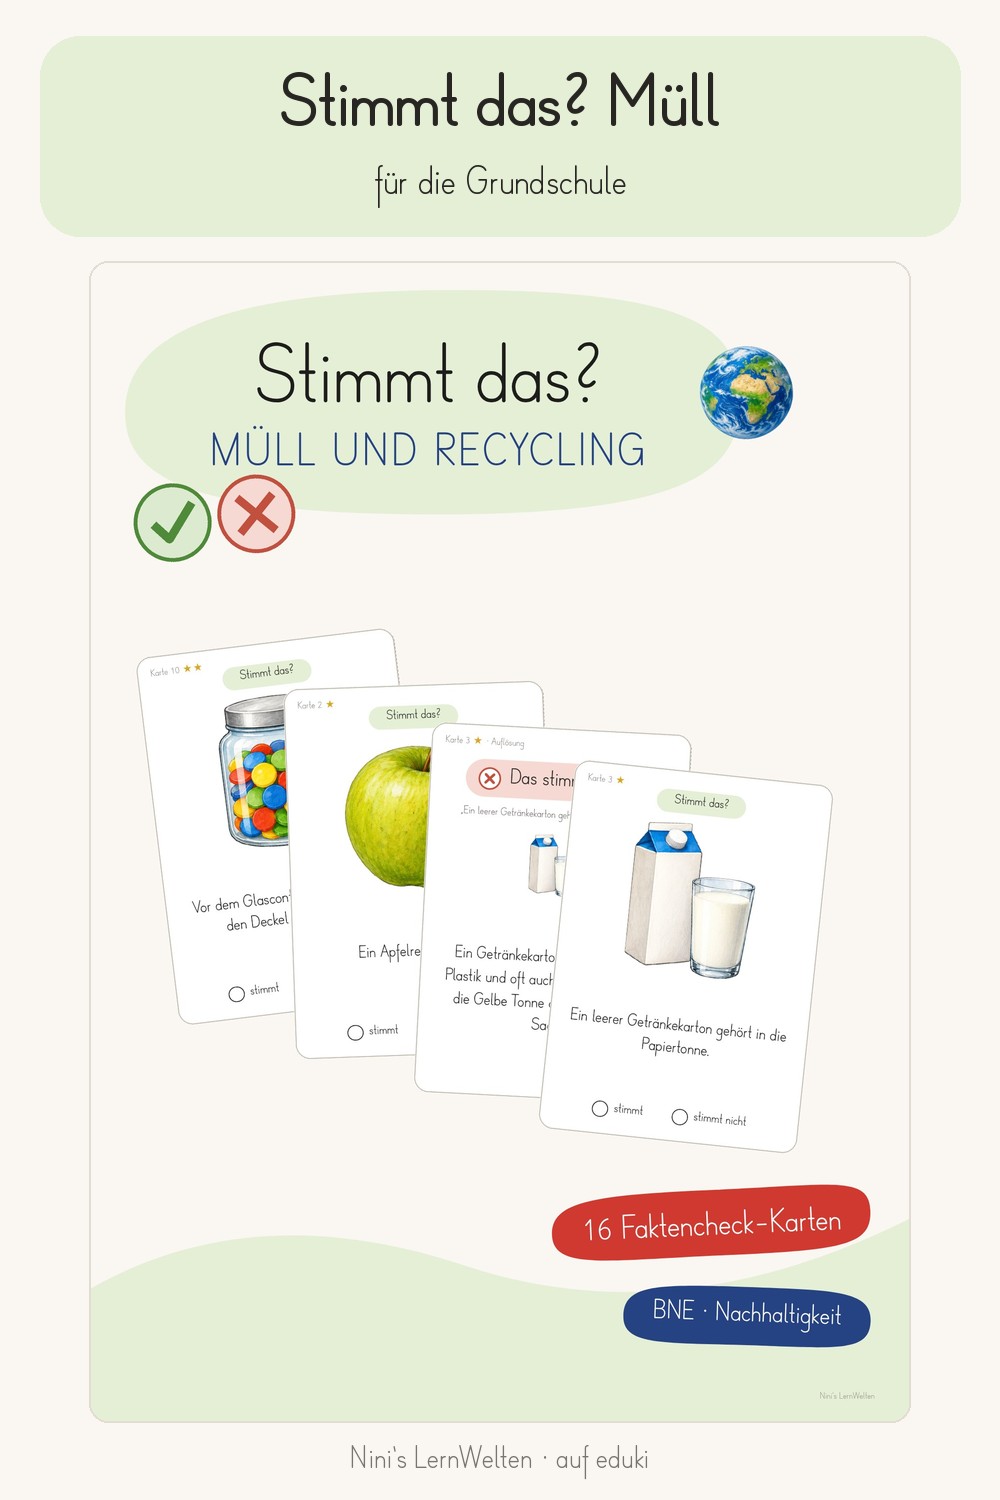 Stimmt das? Müll
für die Grundschule
Stimmt das?
MÜLL UND RECYCLING
Karte 10 ★★
Stimmt das?
Vor dem Glascon
den Deckel
stimmt
Karte 2 ★
Stimmt das?
Ein Apfelre
stimmt
Karte 3 ★ · Auflösung
Das stim
„Ein leerer Getränkekarton geh
Ein Getränkekarto
Plastik und oft auch
die Gelbe Tonne
Sa
Karte 3 ★
Stimmt das?
Ein leerer Getränkekarton gehört in die
Papiertonne.
stimmt
stimmt nicht
16 Faktencheck-Karten
BNE · Nachhaltigkeit
Nini's LernWelten
Nini's LernWelten · auf eduki